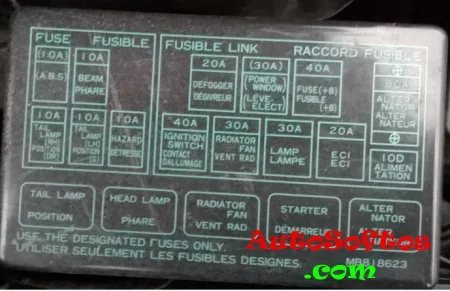 FUSE FUSIBLE
FUSIBLE LINK RACCORD FUSIBLE
(10A)
(A.B.S)
10A
BEAM
PHARE
20A
DEFOGGER
DÉGIVREUR
(30A)
(POWER
WINDOW)
(LEVE-
ELECT.)
40A
FUSE(+B)
FUSIBLE
(+B)
80A
ALTER
NATOR
ALTER
NATEUR
10A
TAIL
LAMP
(RH)
POSITION
(DR)
10A
TAIL
LAMP
(LH)
POSITION
(G)
10A
HAZARD
DÉTRESSE
40A
IGNITION
SWITCH
CONTACT
D'ALLUMAGE
30A
RADIATOR
FAN
VENT RAD
30A
LAMP
LAMPE
20A
ECI
ECI
10D
ALIMEN
TATION
TAIL LAMP
POSITION
HEAD LAMP
PHARE
RADIATOR
FAN
VENT RAD
STARTER
DÉMARREUR
ALTER
NATOR
ALTER
USE THE DESIGNATED FUSES ONLY.
UTILISER SEULEMENT LES FUSIBLES DESIGNES.
MB818623
AutoSoftos
.com